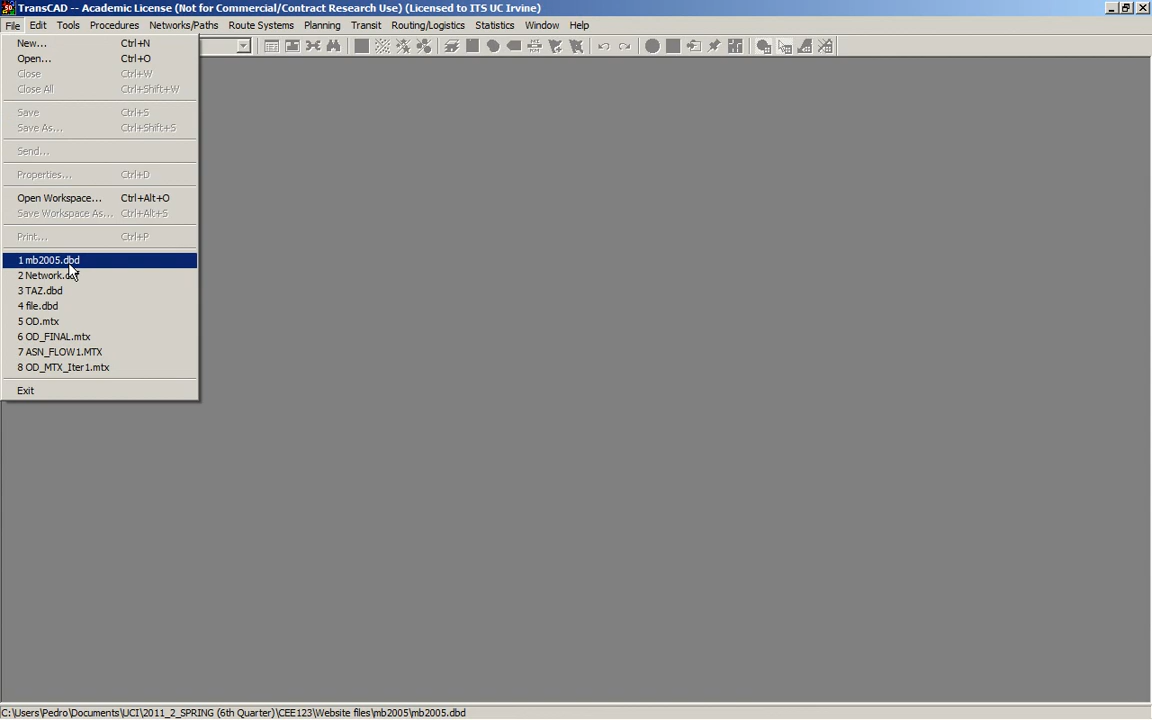 TransCAD -- Academic License (Not for Commercial/Contract Research Use) (Licensed to ITS UC Irvine)
File Edit Tools Procedures Networks/Paths Route Systems Planning Transit Routing/Logistics Statistics Window Help
New... Ctrl+N
Open... Ctrl+O
Close Ctrl+W
Close All Ctrl+Shift+W
Save Ctrl+S
Save As... Ctrl+Shift+S
Send...
Properties... Ctrl+D
Open Workspace... Ctrl+Alt+O
Save Workspace As... Ctrl+Alt+S
Print... Ctrl+P
1 mb2005.dbd
2 Network.
3 TAZ.dbd
4 file.dbd
5 OD.mtx
6 OD_FINAL.mtx
7 ASN_FLOW1.MTX
8 OD_MTX_Iter1.mtx
Exit
C:\Users\Pedro\Documents\UCI\2011_2_SPRING (6th Quarter)\CEE123\Website files\mb2005\mb2005.dbd